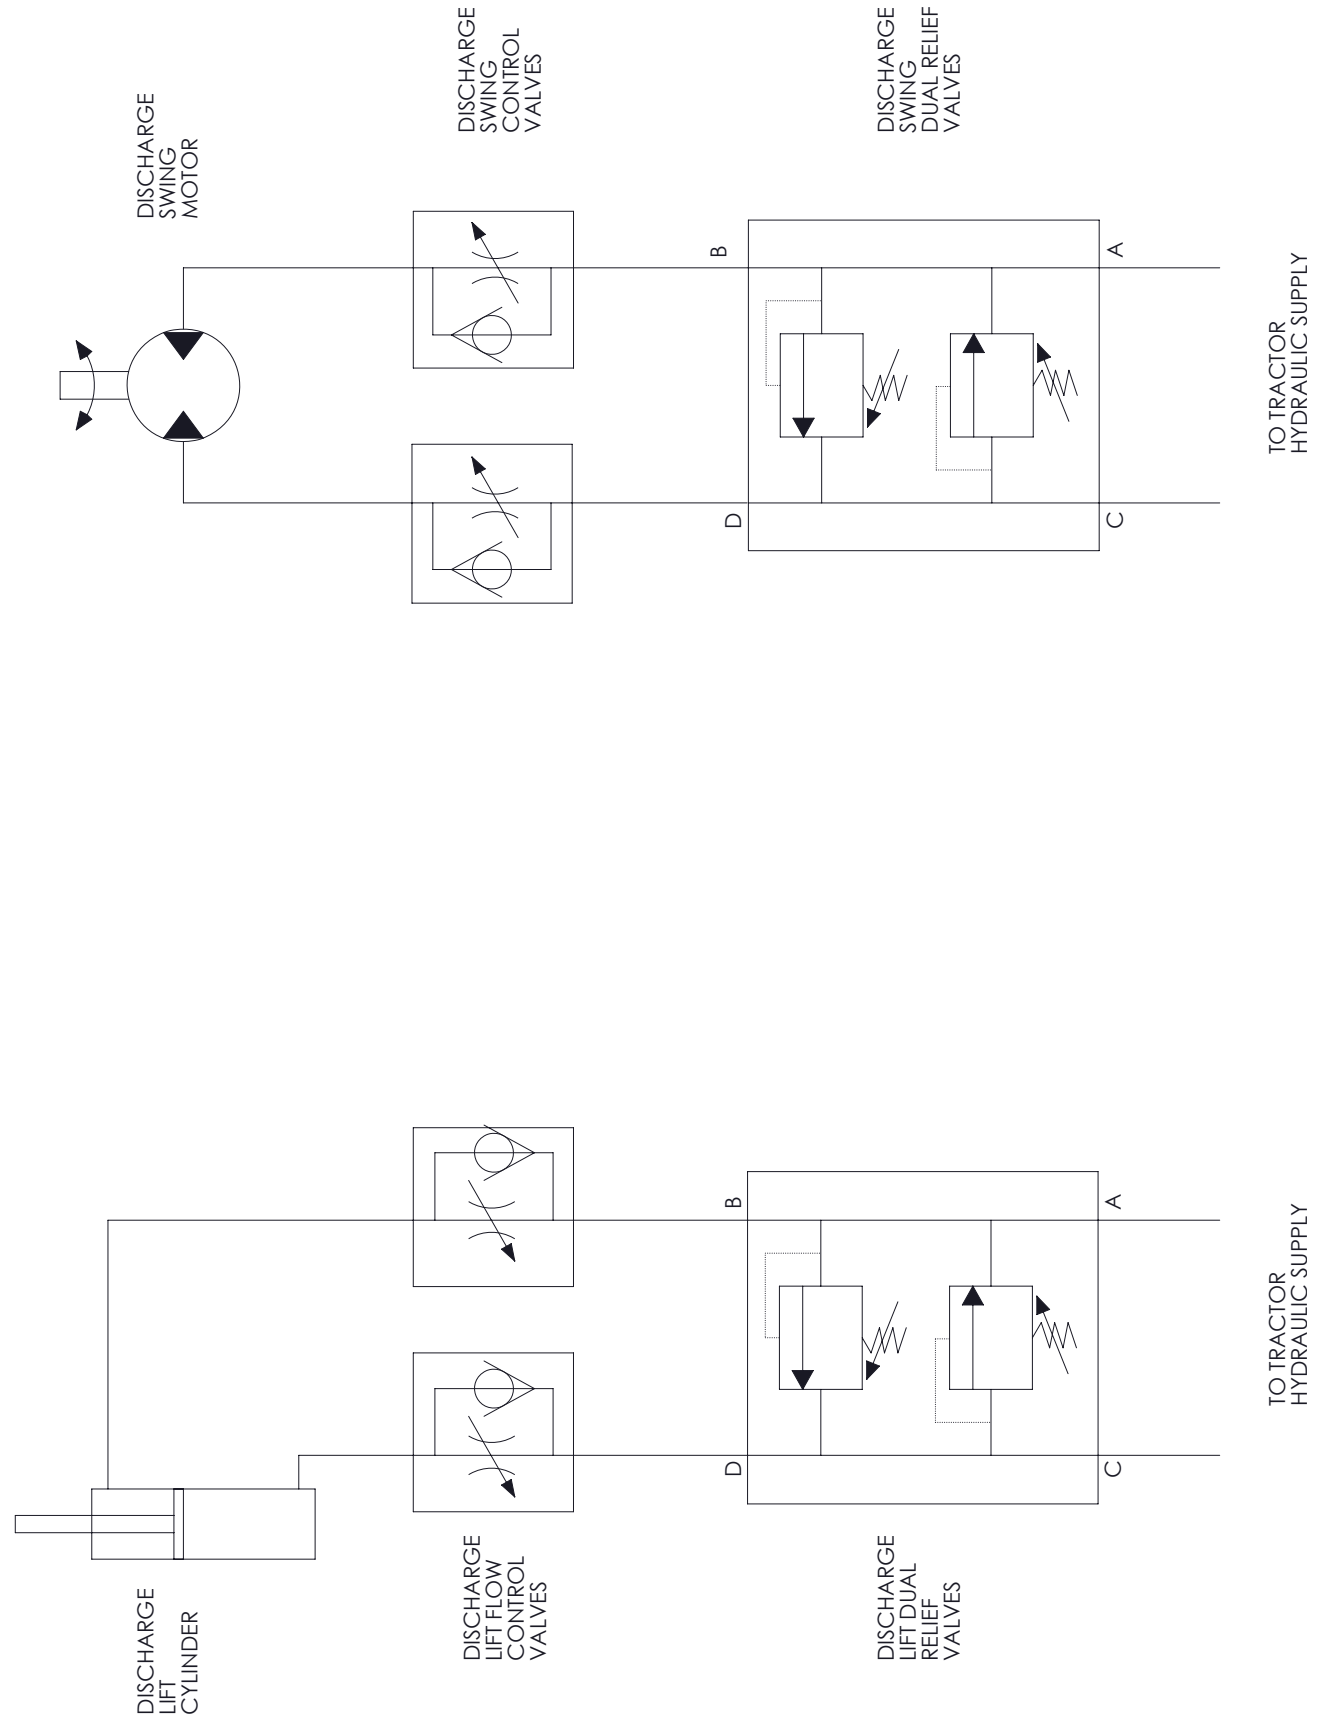 DISCHARGE
LIFT
CYLINDER
DISCHARGE
SWING
MOTOR
DISCHARGE
LIFT FLOW
CONTROL
VALVES
DISCHARGE
SWING
CONTROL
VALVES
D
B
D
B
DISCHARGE
LIFT DUAL
RELIEF
VALVES
DISCHARGE
SWING
DUAL RELIEF
VALVES
C
A
C
A
TO TRACTOR
HYDRAULIC SUPPLY
TO TRACTOR
HYDRAULIC SUPPLY